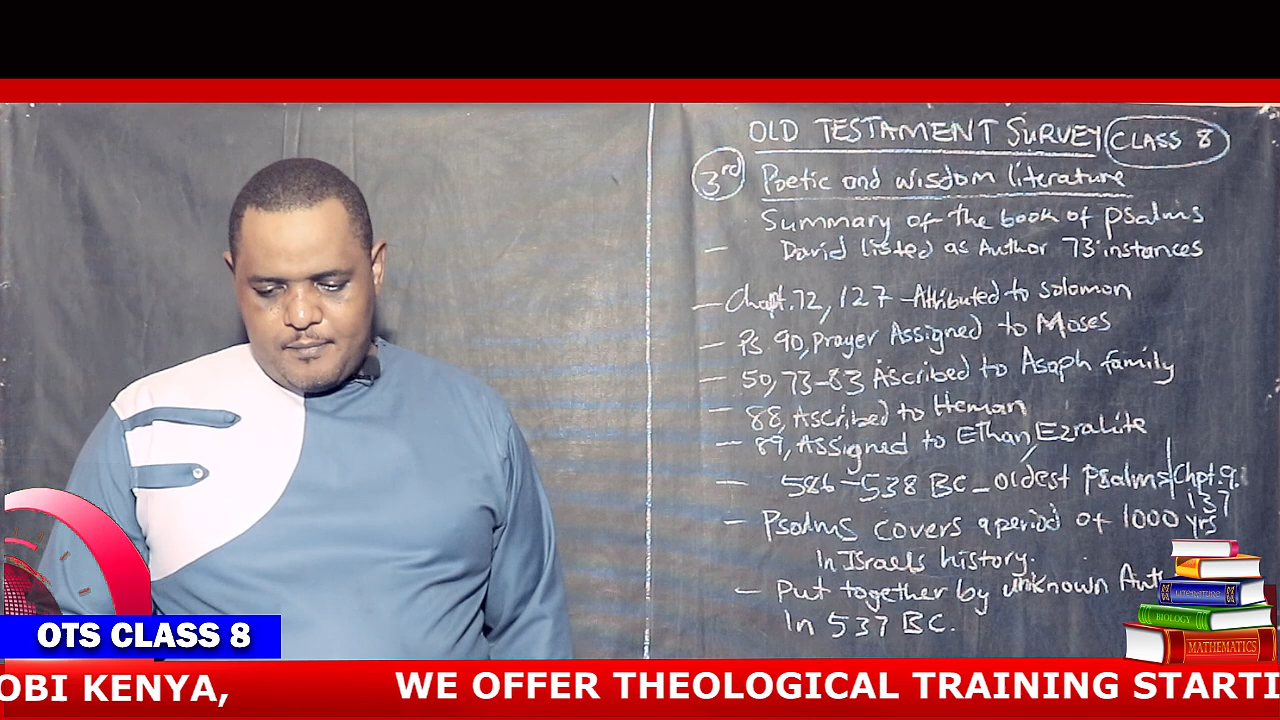 OLD TESTAMENT SURVEY CLASS 8
3rd Poetic and wisdom literature
Summary of the book of psalms
– David listed as Author 73 instances
– Chapt. 72, 127 – Attributed to solomon
– Ps 90, Prayer Assigned to Moses
– 50, 73-83 Ascribed to Asaph family
– 88, Ascribed to Heman
– 89, Assigned to Ethan, Ezralite
– 586-538 BC – oldest psalms Chpt. 9.
137
– Psalms covers a period of 1000 yrs
In Israels history.
– Put together by unknown Auth
In 537 BC.
LITERATURE
BIOLOGY
MATHEMATICS
OTS CLASS 8
OBI KENYA, WE OFFER THEOLOGICAL TRAINING STARTI